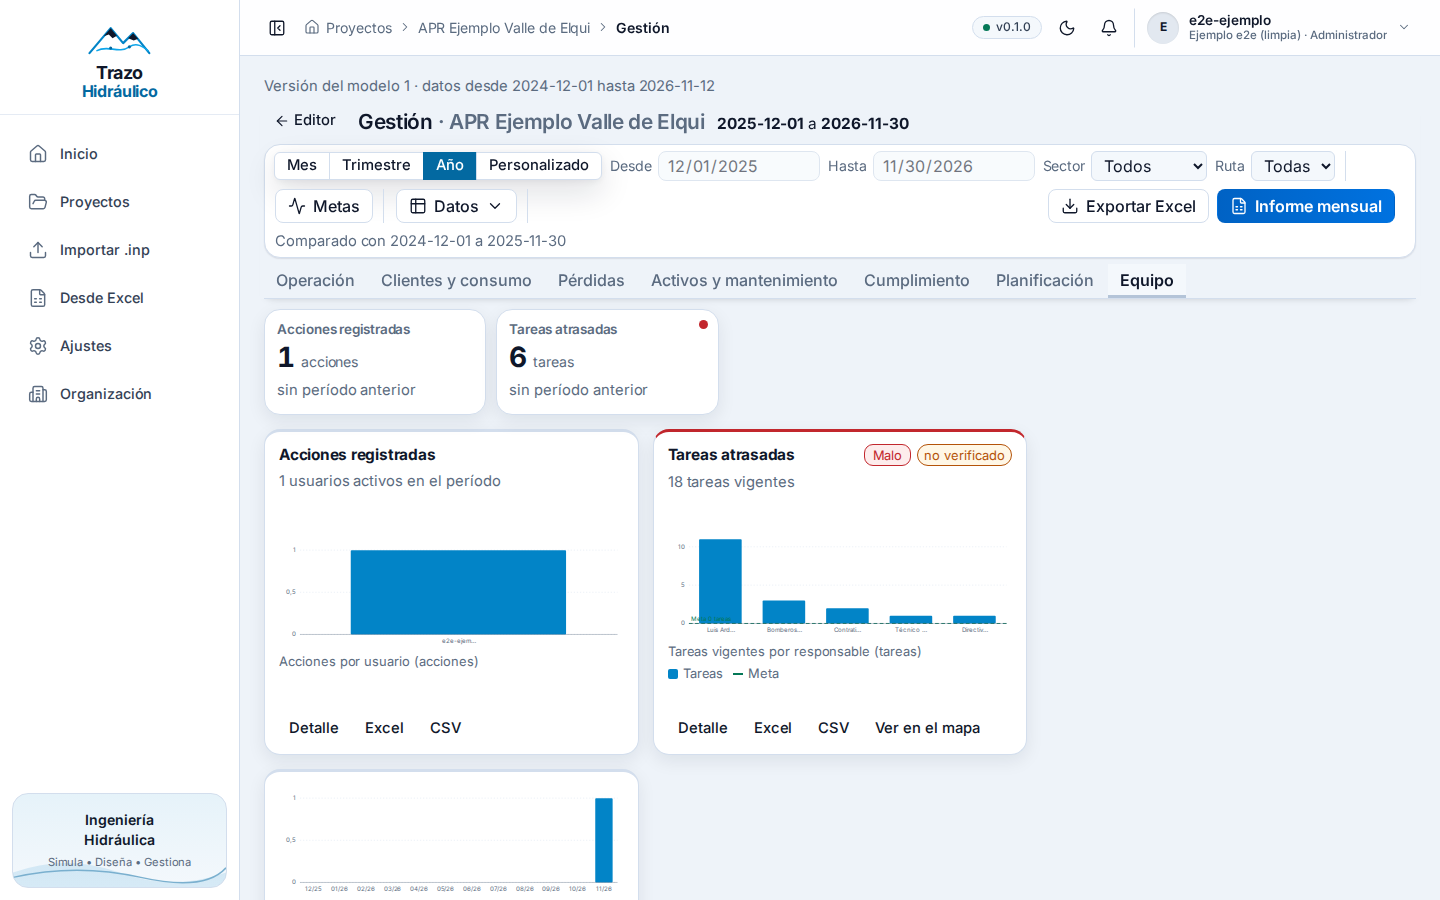 Trazo
Hidráulico
Inicio
Proyectos
Importar .inp
Desde Excel
Ajustes
Organización
Ingeniería
Hidráulica
Simula • Diseña • Gestiona
Proyectos > APR Ejemplo Valle de Elqui > Gestión
v0.1.0
E
e2e-ejemplo
Ejemplo e2e (limpia) · Administrador
Versión del modelo 1 · datos desde 2024-12-01 hasta 2026-11-12
← Editor
Gestión · APR Ejemplo Valle de Elqui 2025-12-01 a 2026-11-30
Mes Trimestre Año Personalizado Desde 12/01/2025 Hasta 11/30/2026 Sector Todos Ruta Todas
Metas Datos Exportar Excel Informe mensual
Comparado con 2024-12-01 a 2025-11-30
Operación Clientes y consumo Pérdidas Activos y mantenimiento Cumplimiento Planificación Equipo
Acciones registradas
1 acciones
sin período anterior
Tareas atrasadas
6 tareas
sin período anterior
Acciones registradas
1 usuarios activos en el período
1
0,5
0
e2e-ejem...
Acciones por usuario (acciones)
Detalle Excel CSV
Tareas atrasadas Malo no verificado
18 tareas vigentes
10
5
0
Luis Ard... Bomberos... Contrati... Técnico ... Directiv...
Tareas vigentes por responsable (tareas)
Tareas Meta
Detalle Excel CSV Ver en el mapa
1
0,5
0
12/25 01/26 02/26 03/26 04/26 05/26 06/26 07/26 08/26 09/26 10/26 11/26